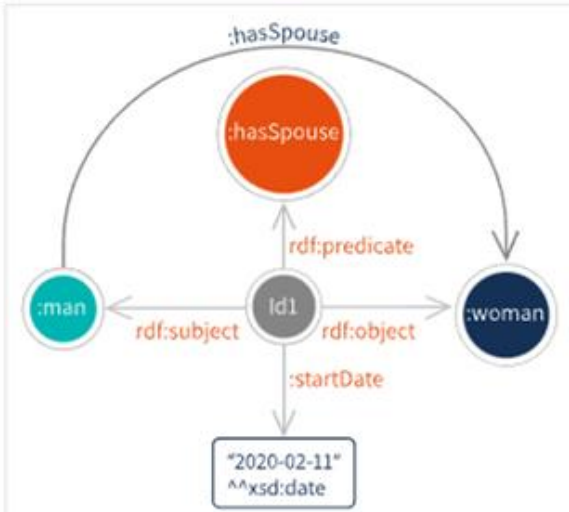 :hasSpouse
:hasSpouse
rdf:predicate
:man
Id1
:woman
rdf:subject
rdf:object
:startDate
"2020-02-11"
^^xsd:date